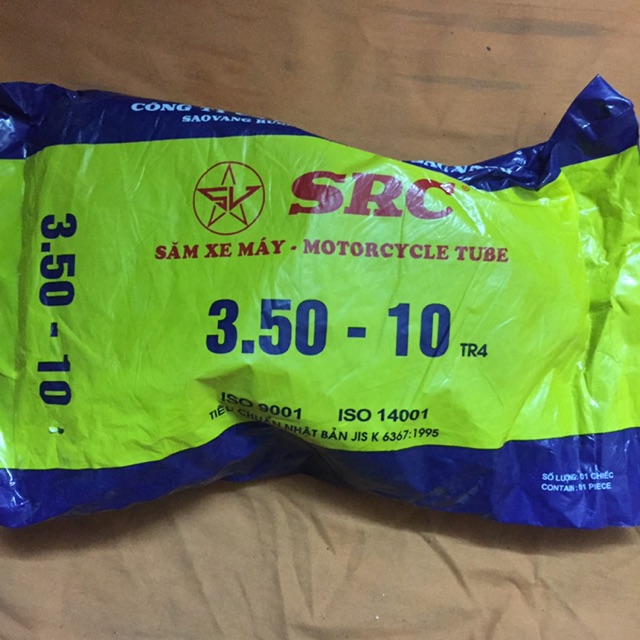 CÔNG TY
SAOVANG
SV
SRC®
SĂM XE MÁY - MOTORCYCLE TUBE
3.50 - 10
3.50 - 10 TR4
ISO 9001 ISO 14001
TIÊU CHUẨN NHẬT BẢN JIS K 6367:1995
SỐ LƯỢNG: 01 CHIẾC
CONTAIN: 01 PIECE